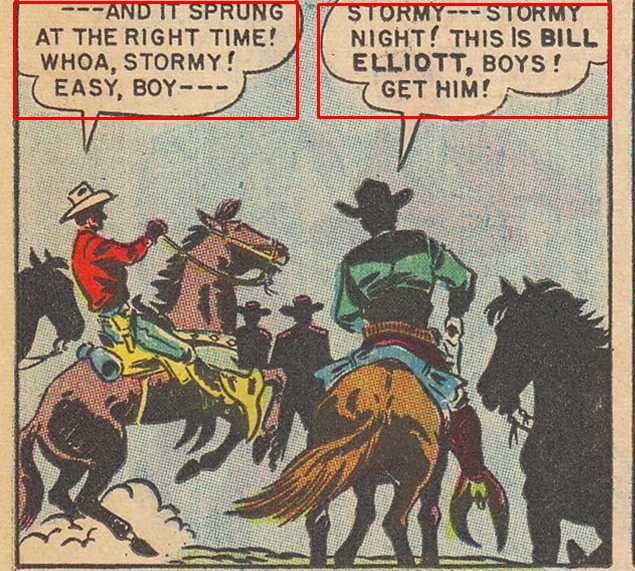 ---AND IT SPRUNG
AT THE RIGHT TIME!
WHOA, STORMY!
EASY, BOY---
STORMY---STORMY
NIGHT! THIS IS BILL
ELLIOTT, BOYS!
GET HIM!